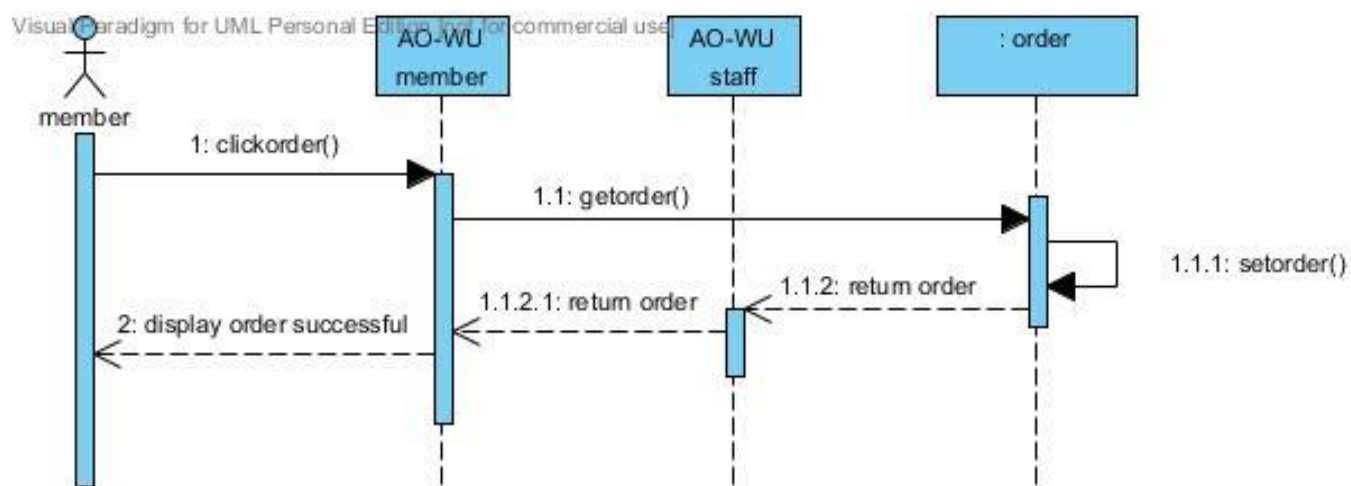 Visual Paradigm for UML Personal Edition [not for commercial use]
AO-WU
member
AO-WU
staff
: order
member
1: clickorder()
1.1: getorder()
1.1.1: setorder()
1.1.2: return order
1.1.2.1: return order
2: display order successful